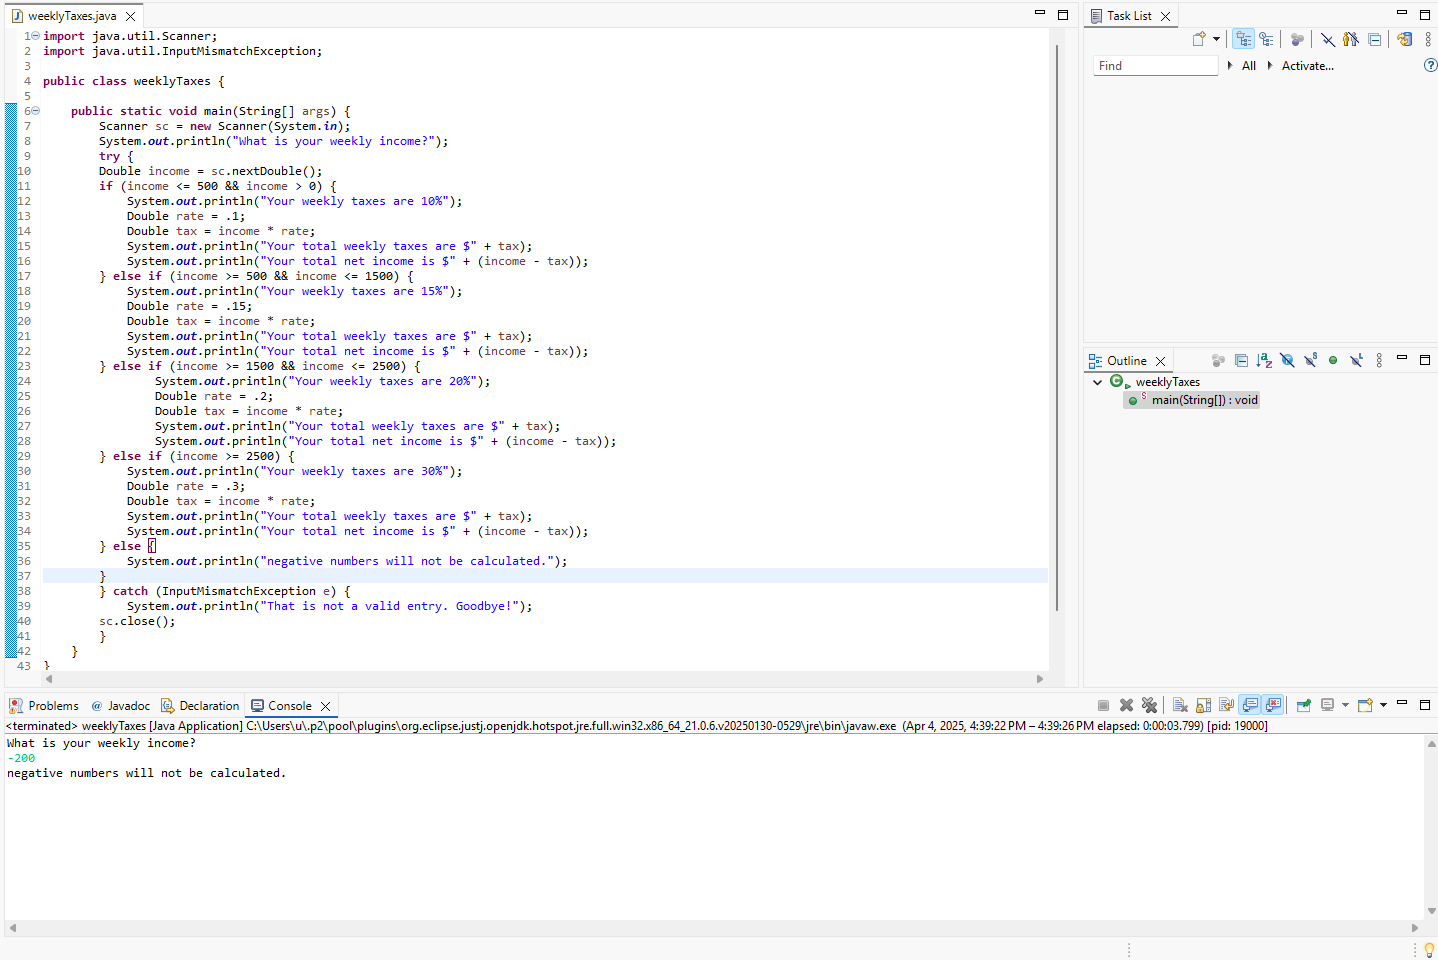 weeklyTaxes.java
1 import java.util.Scanner;
2 import java.util.InputMismatchException;
3
4 public class weeklyTaxes {
5
6     public static void main(String[] args) {
7         Scanner sc = new Scanner(System.in);
8         System.out.println("What is your weekly income?");
9         try {
10         Double income = sc.nextDouble();
11         if (income <= 500 && income > 0) {
12             System.out.println("Your weekly taxes are 10%");
13             Double rate = .1;
14             Double tax = income * rate;
15             System.out.println("Your total weekly taxes are $" + tax);
16             System.out.println("Your total net income is $" + (income - tax));
17         } else if (income >= 500 && income <= 1500) {
18             System.out.println("Your weekly taxes are 15%");
19             Double rate = .15;
20             Double tax = income * rate;
21             System.out.println("Your total weekly taxes are $" + tax);
22             System.out.println("Your total net income is $" + (income - tax));
23         } else if (income >= 1500 && income <= 2500) {
24                 System.out.println("Your weekly taxes are 20%");
25                 Double rate = .2;
26                 Double tax = income * rate;
27                 System.out.println("Your total weekly taxes are $" + tax);
28                 System.out.println("Your total net income is $" + (income - tax));
29         } else if (income >= 2500) {
30             System.out.println("Your weekly taxes are 30%");
31             Double rate = .3;
32             Double tax = income * rate;
33             System.out.println("Your total weekly taxes are $" + tax);
34             System.out.println("Your total net income is $" + (income - tax));
35         } else {
36             System.out.println("negative numbers will not be calculated.");
37         }
38         } catch (InputMismatchException e) {
39             System.out.println("That is not a valid entry. Goodbye!");
40         sc.close();
41         }
42     }
43 }
Task List
Find All Activate...
Outline
weeklyTaxes
main(String[]) : void
Problems @ Javadoc Declaration Console
<terminated> weeklyTaxes [Java Application] C:\Users\u\.p2\pool\plugins\org.eclipse.justj.openjdk.hotspot.jre.full.win32.x86_64_21.0.6.v20250130-0529\jre\bin\javaw.exe (Apr 4, 2025, 4:39:22 PM – 4:39:26 PM elapsed: 0:00:03.799) [pid: 19000]
What is your weekly income?
-200
negative numbers will not be calculated.